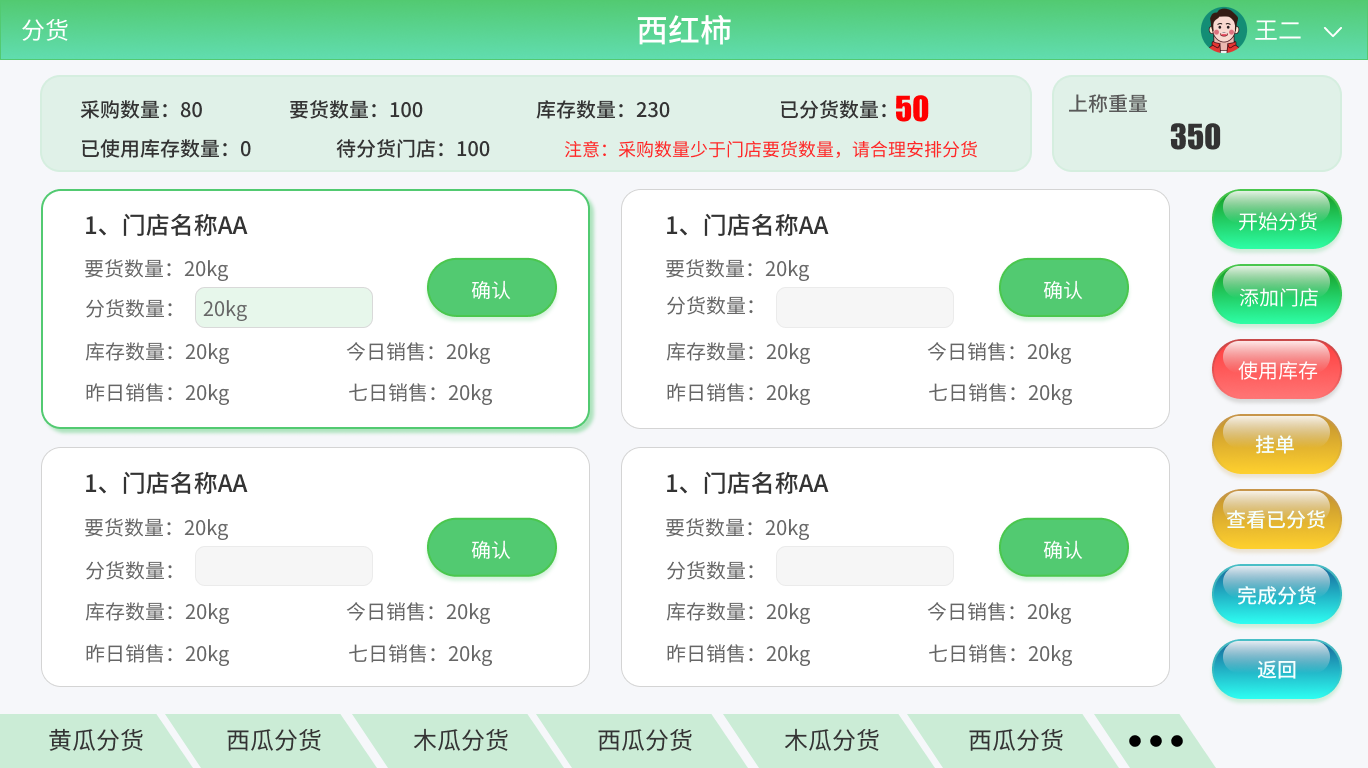 分货
西红柿
王二
采购数量：80 要货数量：100 库存数量：230 已分货数量：50
已使用库存数量：0 待分货门店：100 注意：采购数量少于门店要货数量，请合理安排分货
上称重量
350
1、门店名称AA
要货数量：20kg
分货数量： 20kg
确认
库存数量：20kg 今日销售：20kg
昨日销售：20kg 七日销售：20kg
1、门店名称AA
要货数量：20kg
分货数量：
确认
库存数量：20kg 今日销售：20kg
昨日销售：20kg 七日销售：20kg
1、门店名称AA
要货数量：20kg
分货数量：
确认
库存数量：20kg 今日销售：20kg
昨日销售：20kg 七日销售：20kg
1、门店名称AA
要货数量：20kg
分货数量：
确认
库存数量：20kg 今日销售：20kg
昨日销售：20kg 七日销售：20kg
开始分货
添加门店
使用库存
挂单
查看已分货
完成分货
返回
黄瓜分货 西瓜分货 木瓜分货 西瓜分货 木瓜分货 西瓜分货 •••